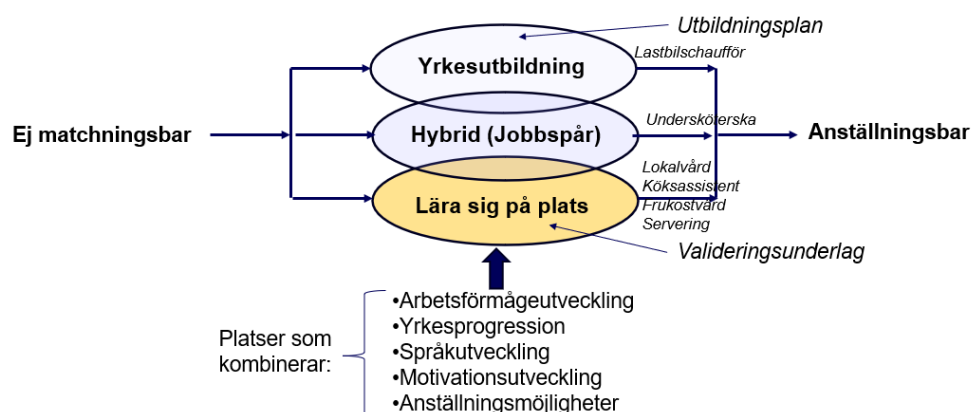 Utbildningsplan
Yrkesutbildning
Lastbilschaufför
Ej matchningsbar
Hybrid (Jobbspår)
Undersköterska
Anställningsbar
Lära sig på plats
Lokalvård
Köksassistent
Frukostvärd
Servering
Valideringsunderlag
Platser som
kombinerar:
•Arbetsförmågeutveckling
•Yrkesprogression
•Språkutveckling
•Motivationsutveckling
•Anställningsmöjligheter